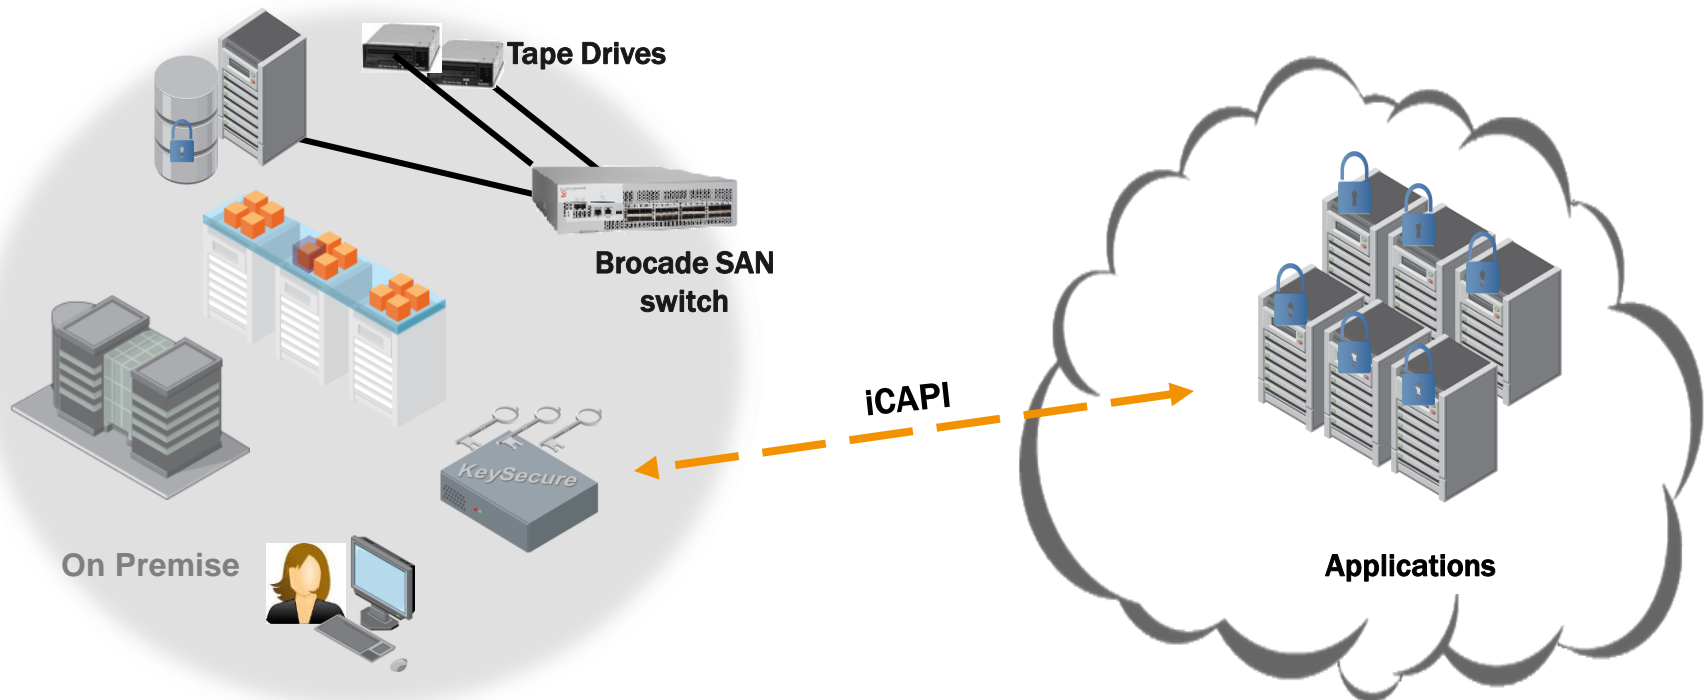 Tape Drives
Brocade SAN
switch
iCAPI
KeySecure
On Premise
Applications